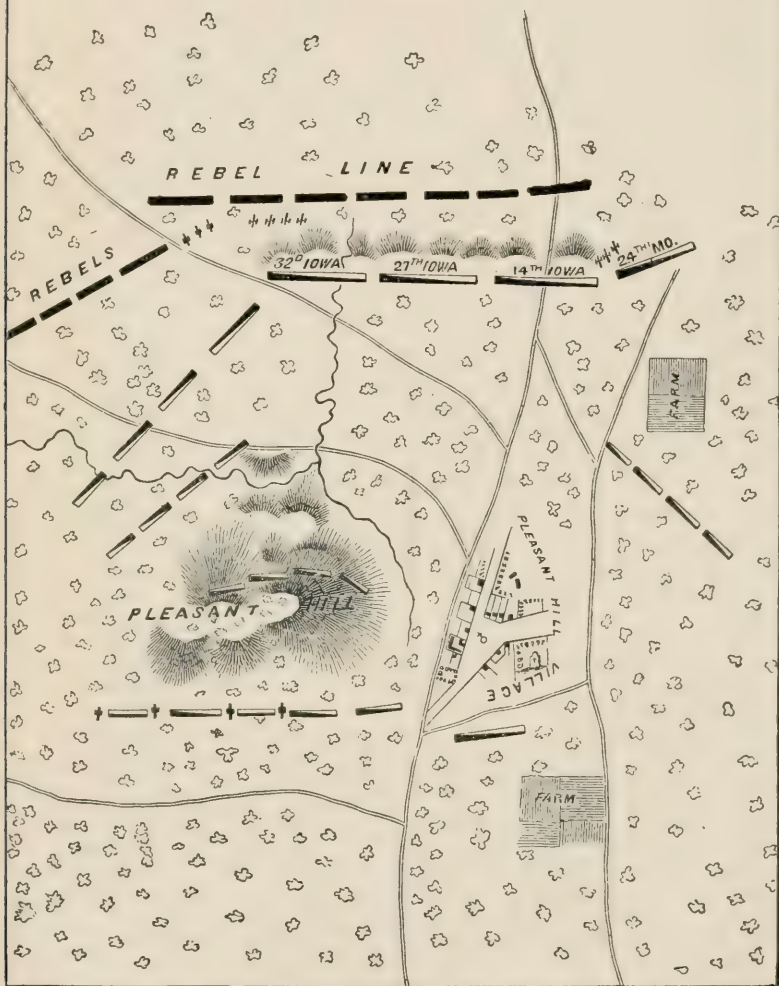 REBEL LINE
REBELS
32D IOWA
27TH IOWA
14TH IOWA
24TH MO.
FARM
PLEASANT HILL
PLEASANT HILL
VILLAGE
FARM